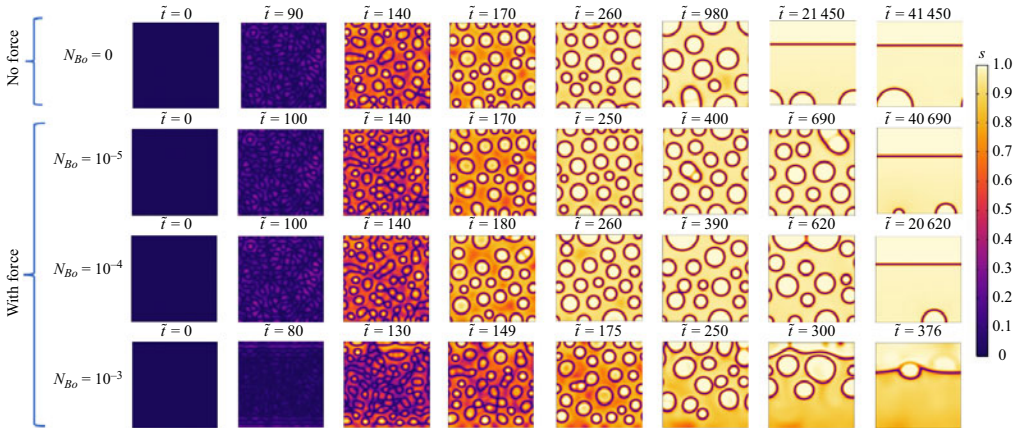 t̃ = 0 t̃ = 90 t̃ = 140 t̃ = 170 t̃ = 260 t̃ = 980 t̃ = 21 450 t̃ = 41 450
No force
N_Bo = 0
s
1.0
0.9
0.8
0.7
0.6
0.5
0.4
0.3
0.2
0.1
0
t̃ = 0 t̃ = 100 t̃ = 140 t̃ = 170 t̃ = 250 t̃ = 400 t̃ = 690 t̃ = 40 690
With force
N_Bo = 10⁻⁵
t̃ = 0 t̃ = 100 t̃ = 140 t̃ = 180 t̃ = 260 t̃ = 390 t̃ = 620 t̃ = 20 620
N_Bo = 10⁻⁴
t̃ = 0 t̃ = 80 t̃ = 130 t̃ = 149 t̃ = 175 t̃ = 250 t̃ = 300 t̃ = 376
N_Bo = 10⁻³